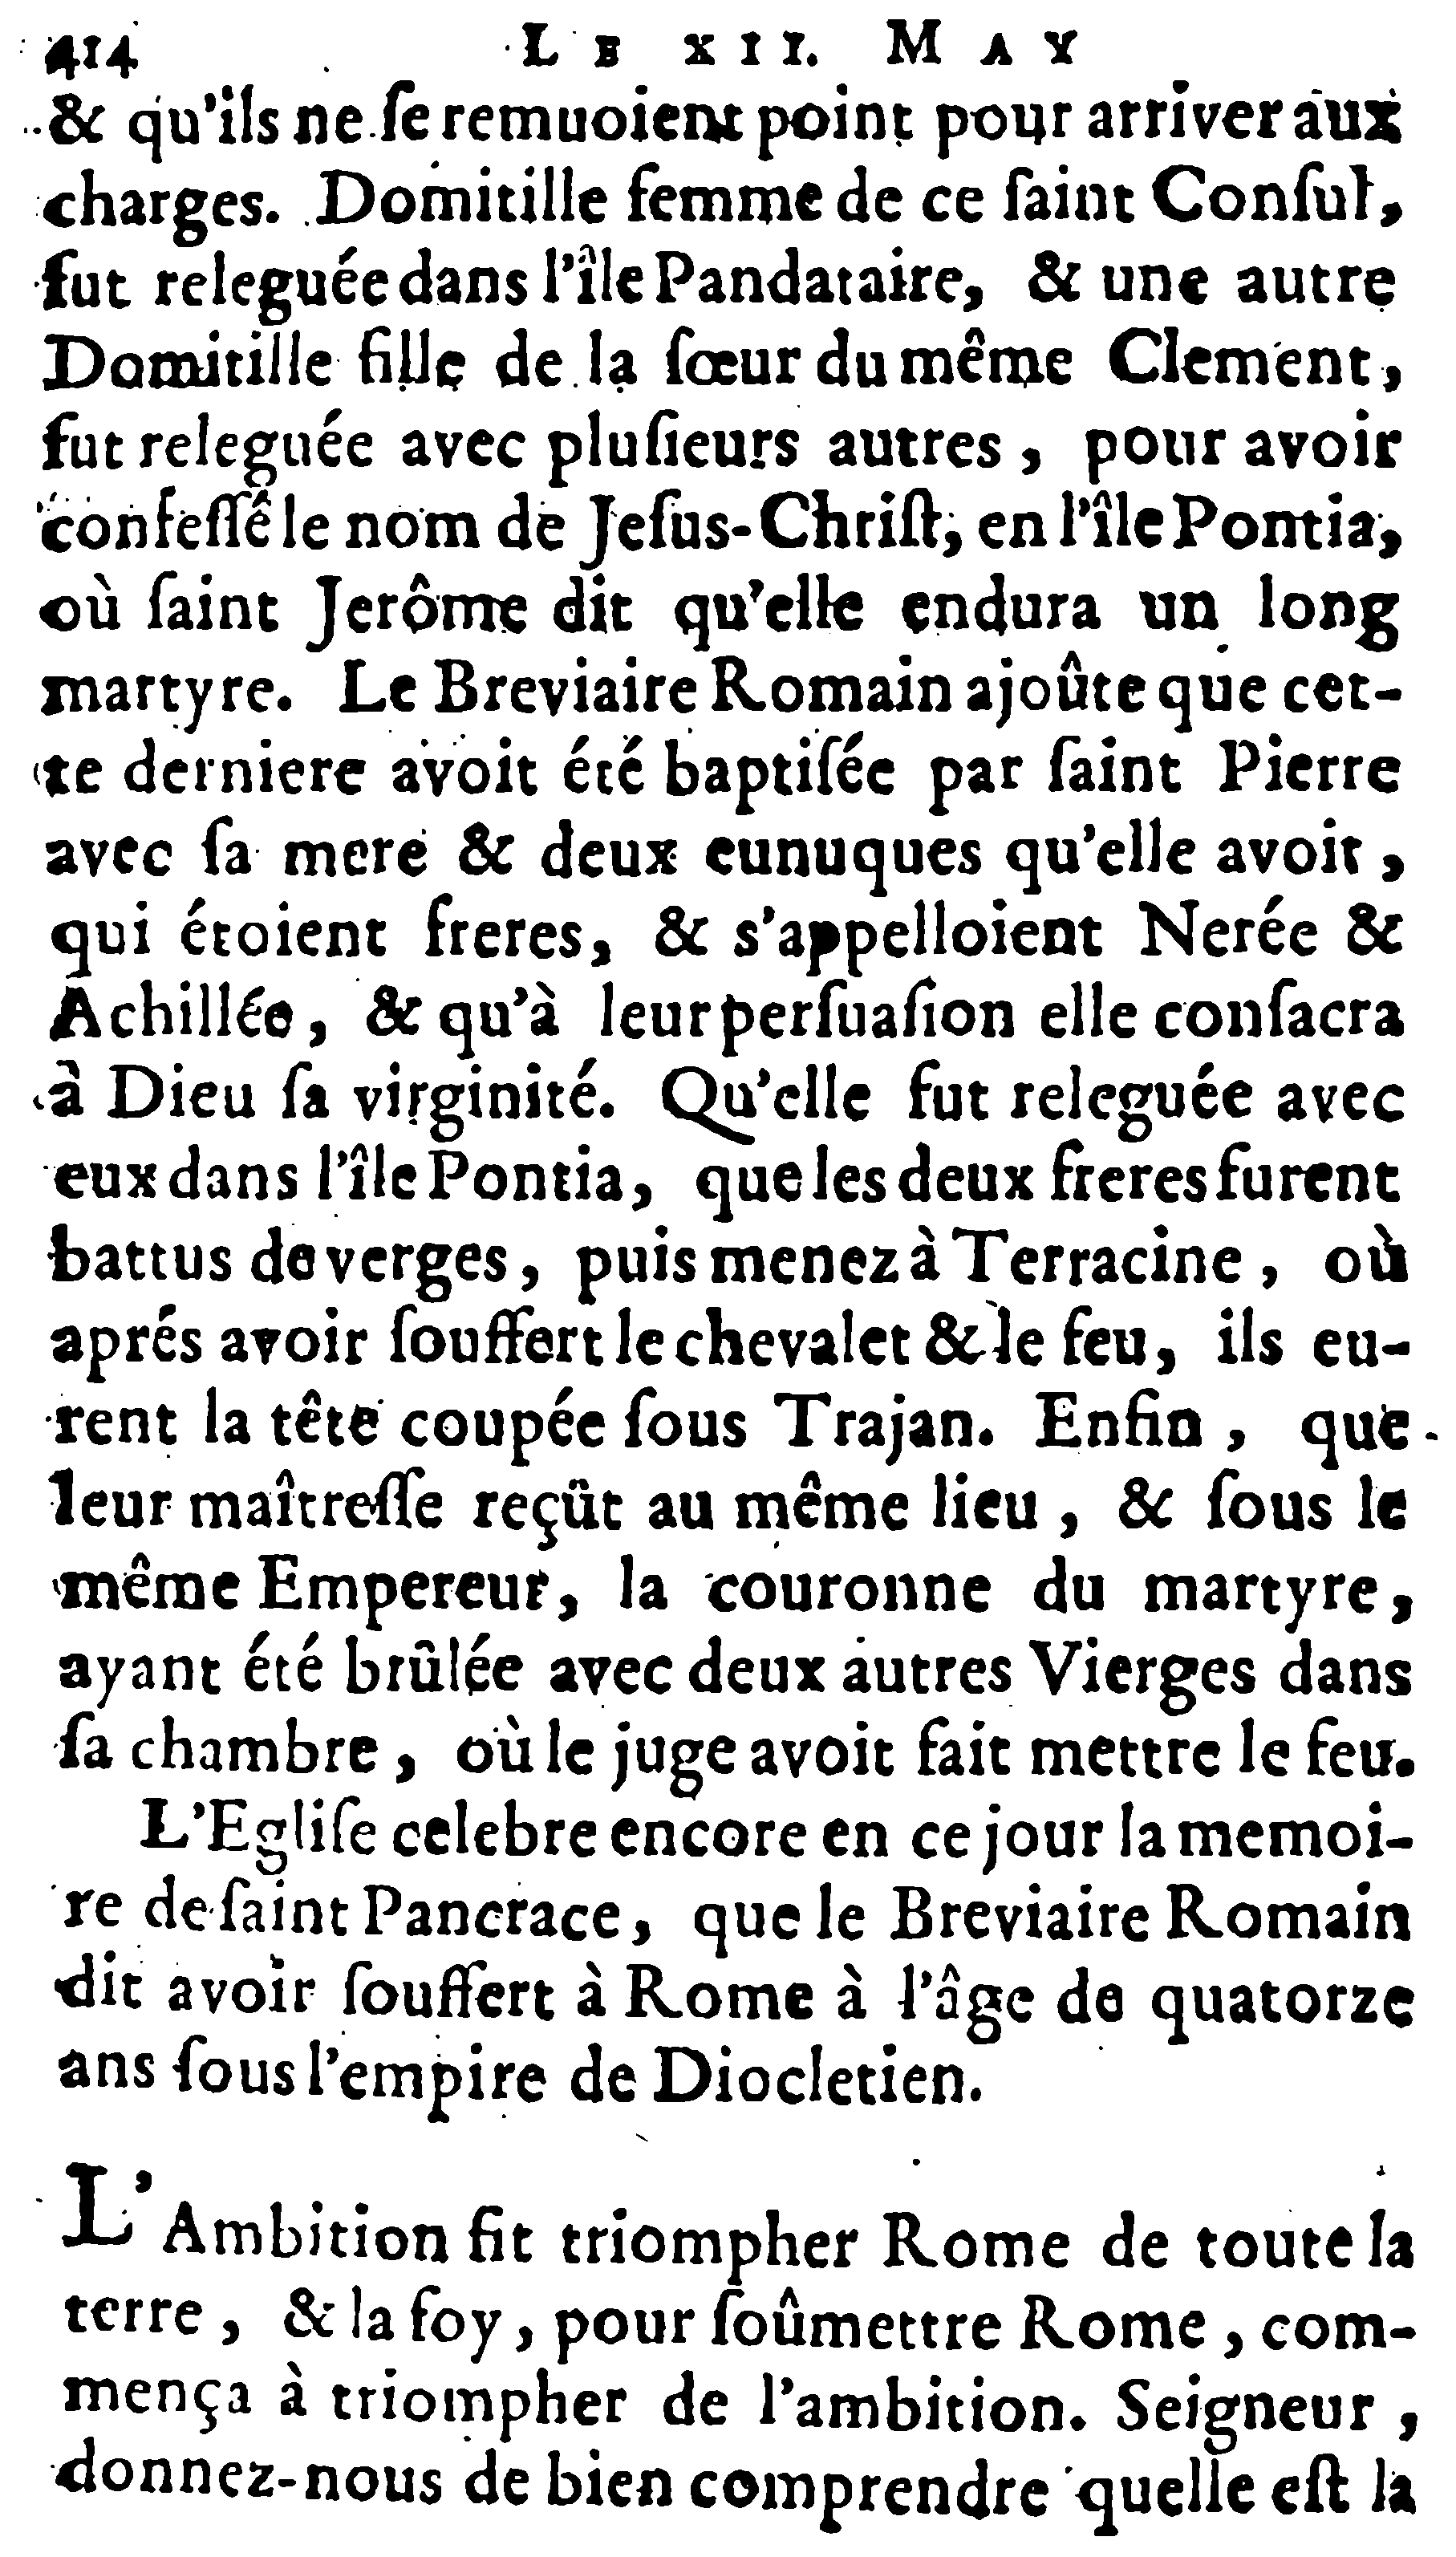 414 LE XII. MAY
& qu'ils ne ſe remuoient point pour arriver aux
charges. Domitille femme de ce ſaint Conſul,
fut releguée dans l'île Pandataire, & une autre
Domitille fille de la ſœur du même Clement,
fut releguée avec pluſieurs autres, pour avoir
confeſſé le nom de Jeſus-Chriſt, en l'île Pontia,
où ſaint Jerôme dit qu'elle endura un long
martyre. Le Breviaire Romain ajoûte que cet-
te derniere avoit été baptiſée par ſaint Pierre
avec ſa mere & deux eunuques qu'elle avoit,
qui étoient freres, & s'appelloient Nerée &
Achillée, & qu'à leur perſuaſion elle conſacra
à Dieu ſa virginité. Qu'elle fut releguée avec
eux dans l'île Pontia, que les deux freres furent
battus de verges, puis menez à Terracine, où
aprés avoir ſouffert le chevalet & le feu, ils eu-
rent la tête coupée ſous Trajan. Enfin, que
leur maîtreſſe reçût au même lieu, & ſous le
même Empereur, la couronne du martyre,
ayant été brûlée avec deux autres Vierges dans
ſa chambre, où le juge avoit fait mettre le feu.
L'Egliſe celebre encore en ce jour la memoi-
re de ſaint Pancrace, que le Breviaire Romain
dit avoir ſouffert à Rome à l'âge de quatorze
ans ſous l'empire de Diocletien.
L'Ambition fit triompher Rome de toute la
terre, & la foy, pour ſoûmettre Rome, com-
mença à triompher de l'ambition. Seigneur,
donnez-nous de bien comprendre quelle eſt la